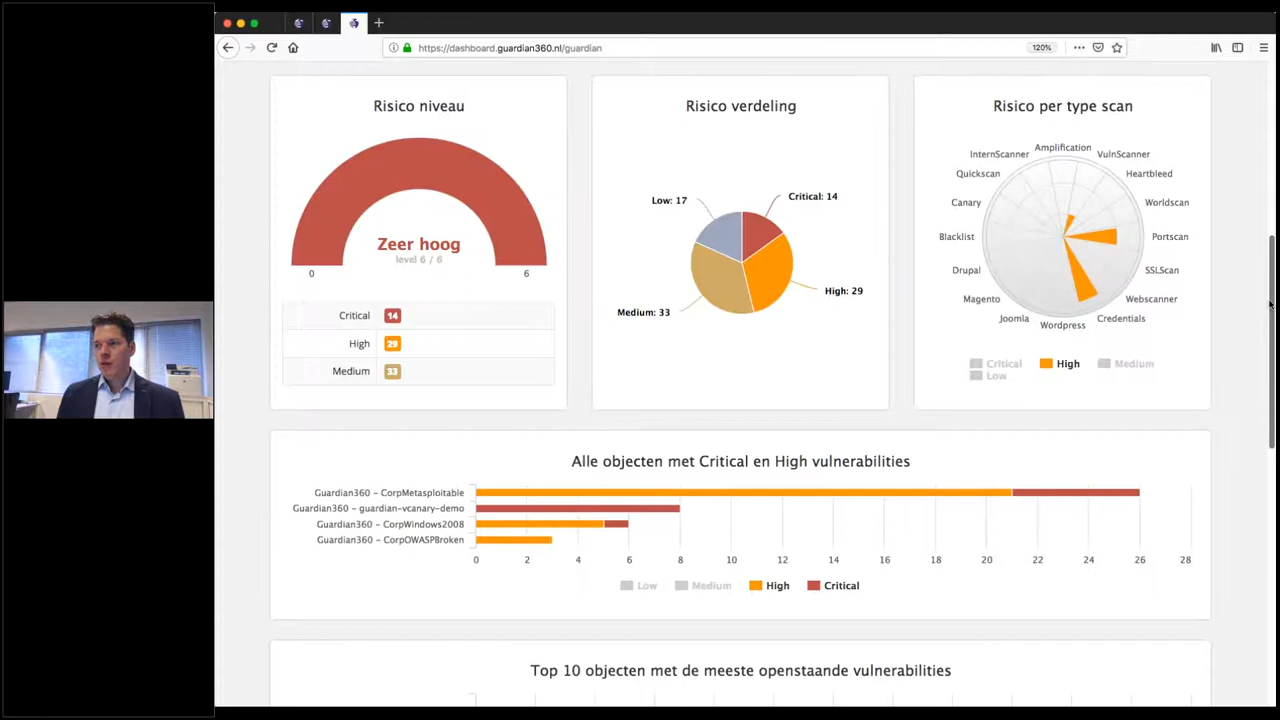 https://dashboard.guardian360.nl/guardian
120%
Risico niveau
Zeer hoog
level 6 / 6
0
6
Critical 14
High 29
Medium 33
Risico verdeling
Low: 17
Critical: 14
High: 29
Medium: 33
Risico per type scan
Amplification
InternScanner
VulnScanner
Quickscan
Heartbleed
Canary
Worldscan
Blacklist
Portscan
Drupal
SSLScan
Magento
Webscanner
Joomla
Credentials
Wordpress
Critical High Medium
Low
Alle objecten met Critical en High vulnerabilities
Guardian360 - CorpMetasploitable
Guardian360 - guardian-vcanary-demo
Guardian360 - CorpWindows2008
Guardian360 - CorpOWASPBroken
0 2 4 6 8 10 12 14 16 18 20 22 24 26 28
Low Medium High Critical
Top 10 objecten met de meeste openstaande vulnerabilities